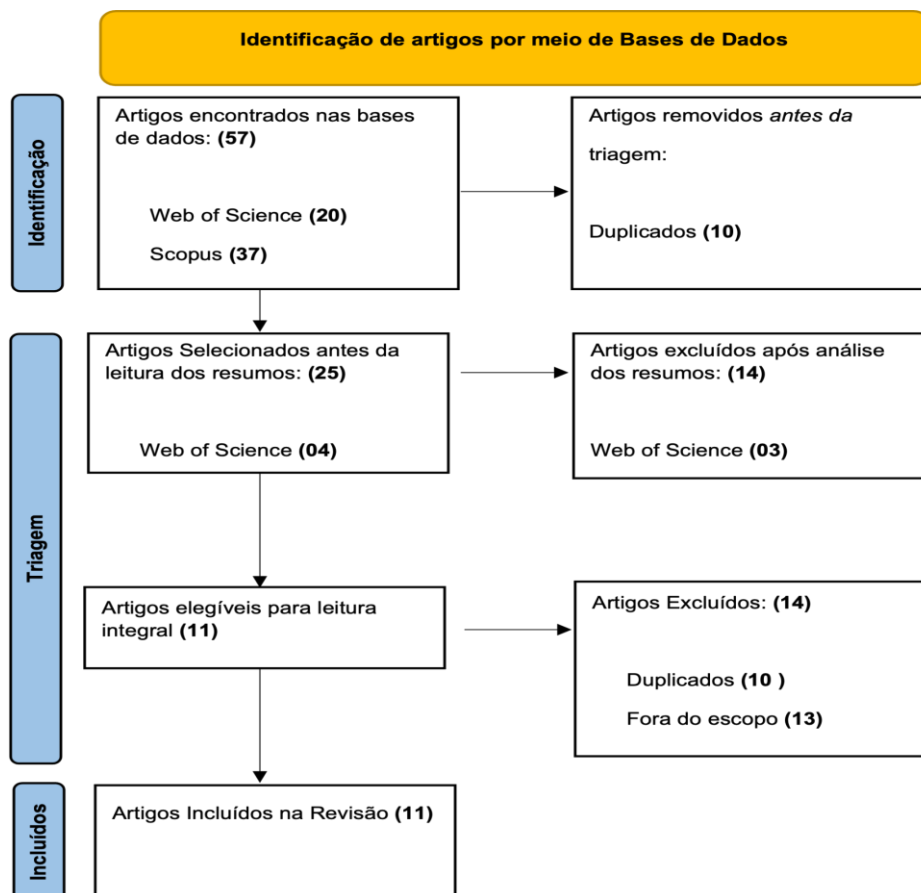 Identificação de artigos por meio de Bases de Dados
Identificação
Artigos encontrados nas bases
de dados: (57)
Web of Science (20)
Scopus (37)
Artigos removidos antes da
triagem:
Duplicados (10)
Triagem
Artigos Selecionados antes da
leitura dos resumos: (25)
Web of Science (04)
Artigos excluídos após análise
dos resumos: (14)
Web of Science (03)
Artigos elegíveis para leitura
integral (11)
Artigos Excluídos: (14)
Duplicados (10 )
Fora do escopo (13)
Incluídos
Artigos Incluídos na Revisão (11)